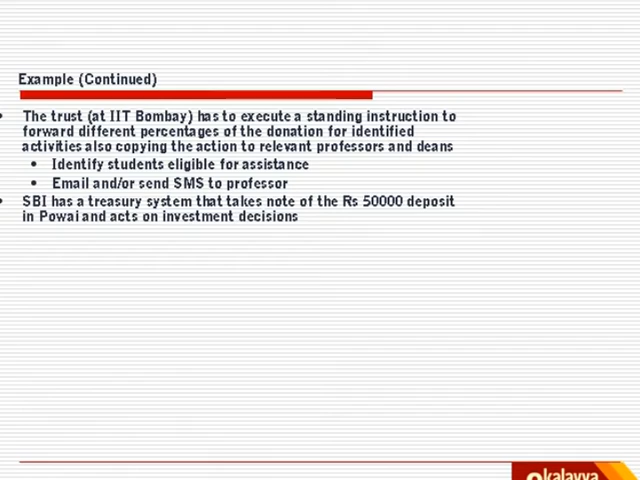 Example (Continued)
• The trust (at IIT Bombay) has to execute a standing instruction to
forward different percentages of the donation for identified
activities also copying the action to relevant professors and deans
• Identify students eligible for assistance
• Email and/or send SMS to professor
• SBI has a treasury system that takes note of the Rs 50000 deposit
in Powai and acts on investment decisions